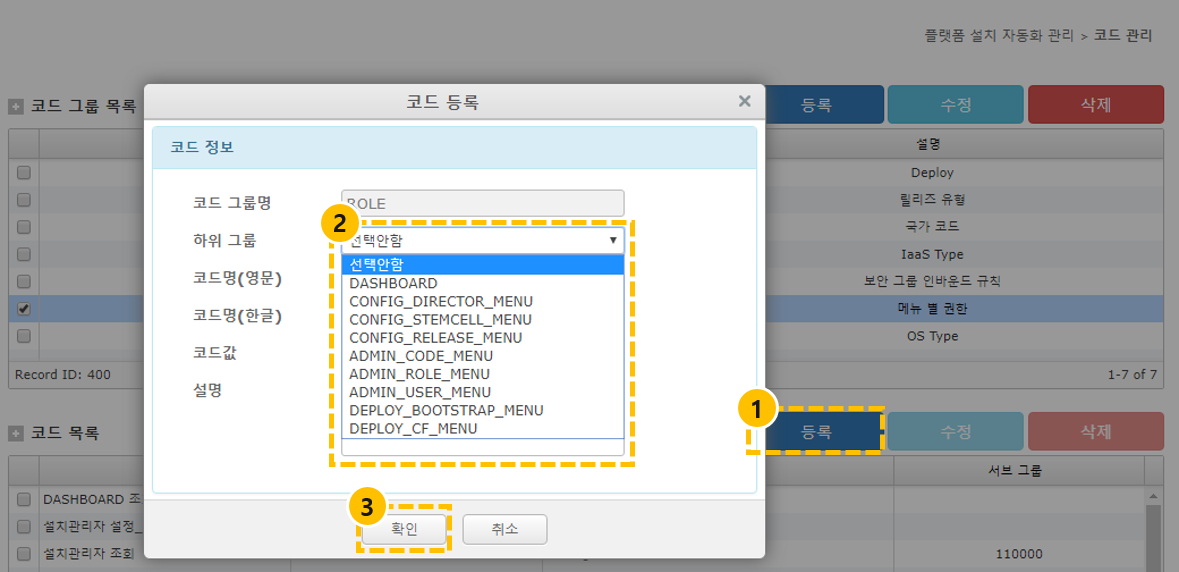 플랫폼 설치 자동화 관리 > 코드 관리
코드 그룹 목록
등록
수정
삭제
설명
Deploy
릴리즈 유형
국가 코드
IaaS Type
보안 그룹 인바운드 규칙
메뉴 별 권한
OS Type
Record ID: 400
1-7 of 7
코드 등록
코드 정보
코드 그룹명
ROLE
2
하위 그룹
선택안함
선택안함
코드명(영문)
DASHBOARD
CONFIG_DIRECTOR_MENU
코드명(한글)
CONFIG_STEMCELL_MENU
CONFIG_RELEASE_MENU
코드값
ADMIN_CODE_MENU
ADMIN_ROLE_MENU
설명
ADMIN_USER_MENU
DEPLOY_BOOTSTRAP_MENU
DEPLOY_CF_MENU
3
확인
취소
코드 목록
1
등록
수정
삭제
서브 그룹
DASHBOARD 조
설치관리자 설정_
설치관리자 조회
110000